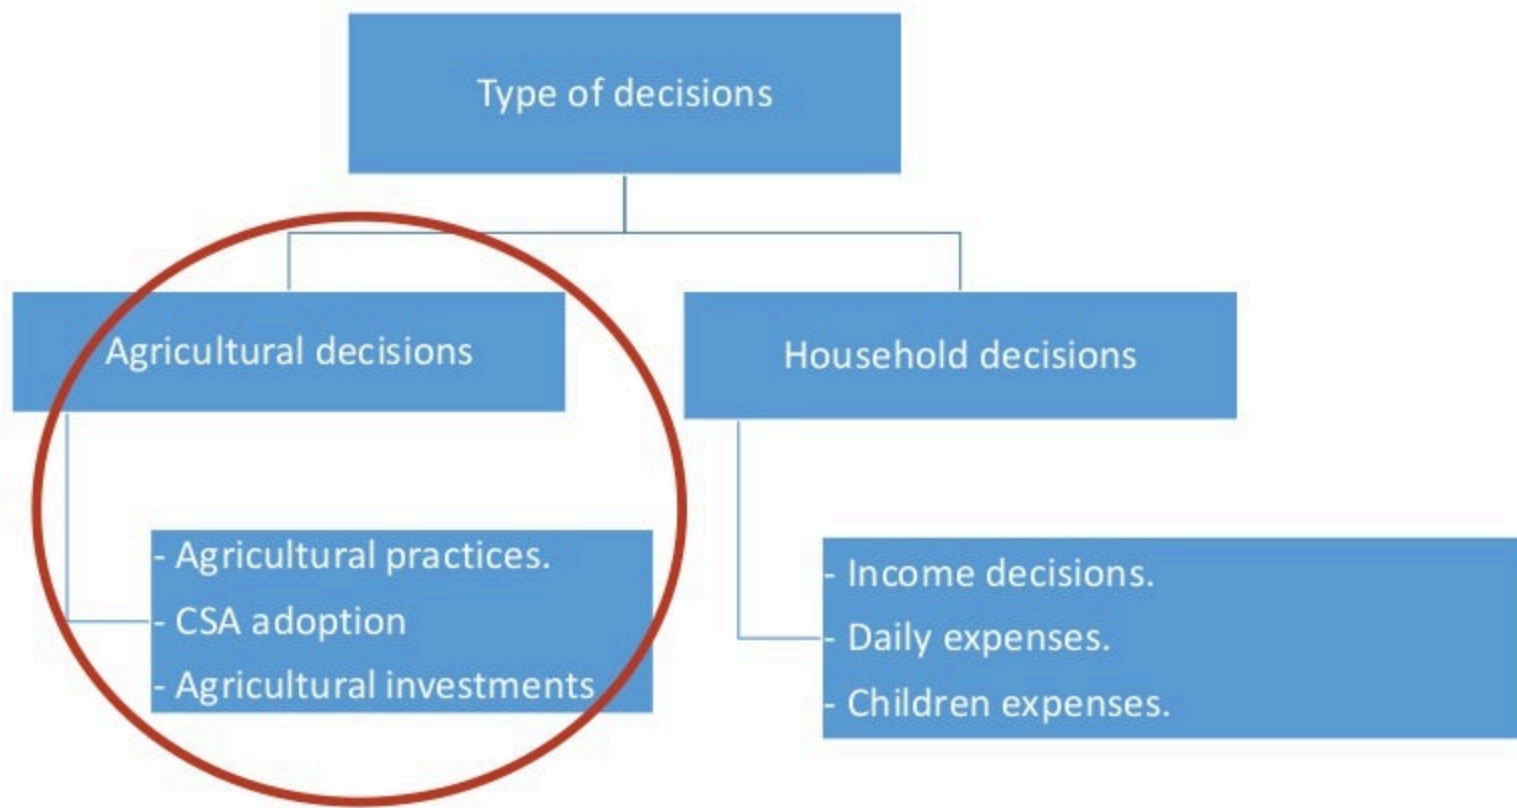 Type of decisions
Agricultural decisions
Household decisions
- Agricultural practices.
- CSA adoption
- Agricultural investments
- Income decisions.
- Daily expenses.
- Children expenses.